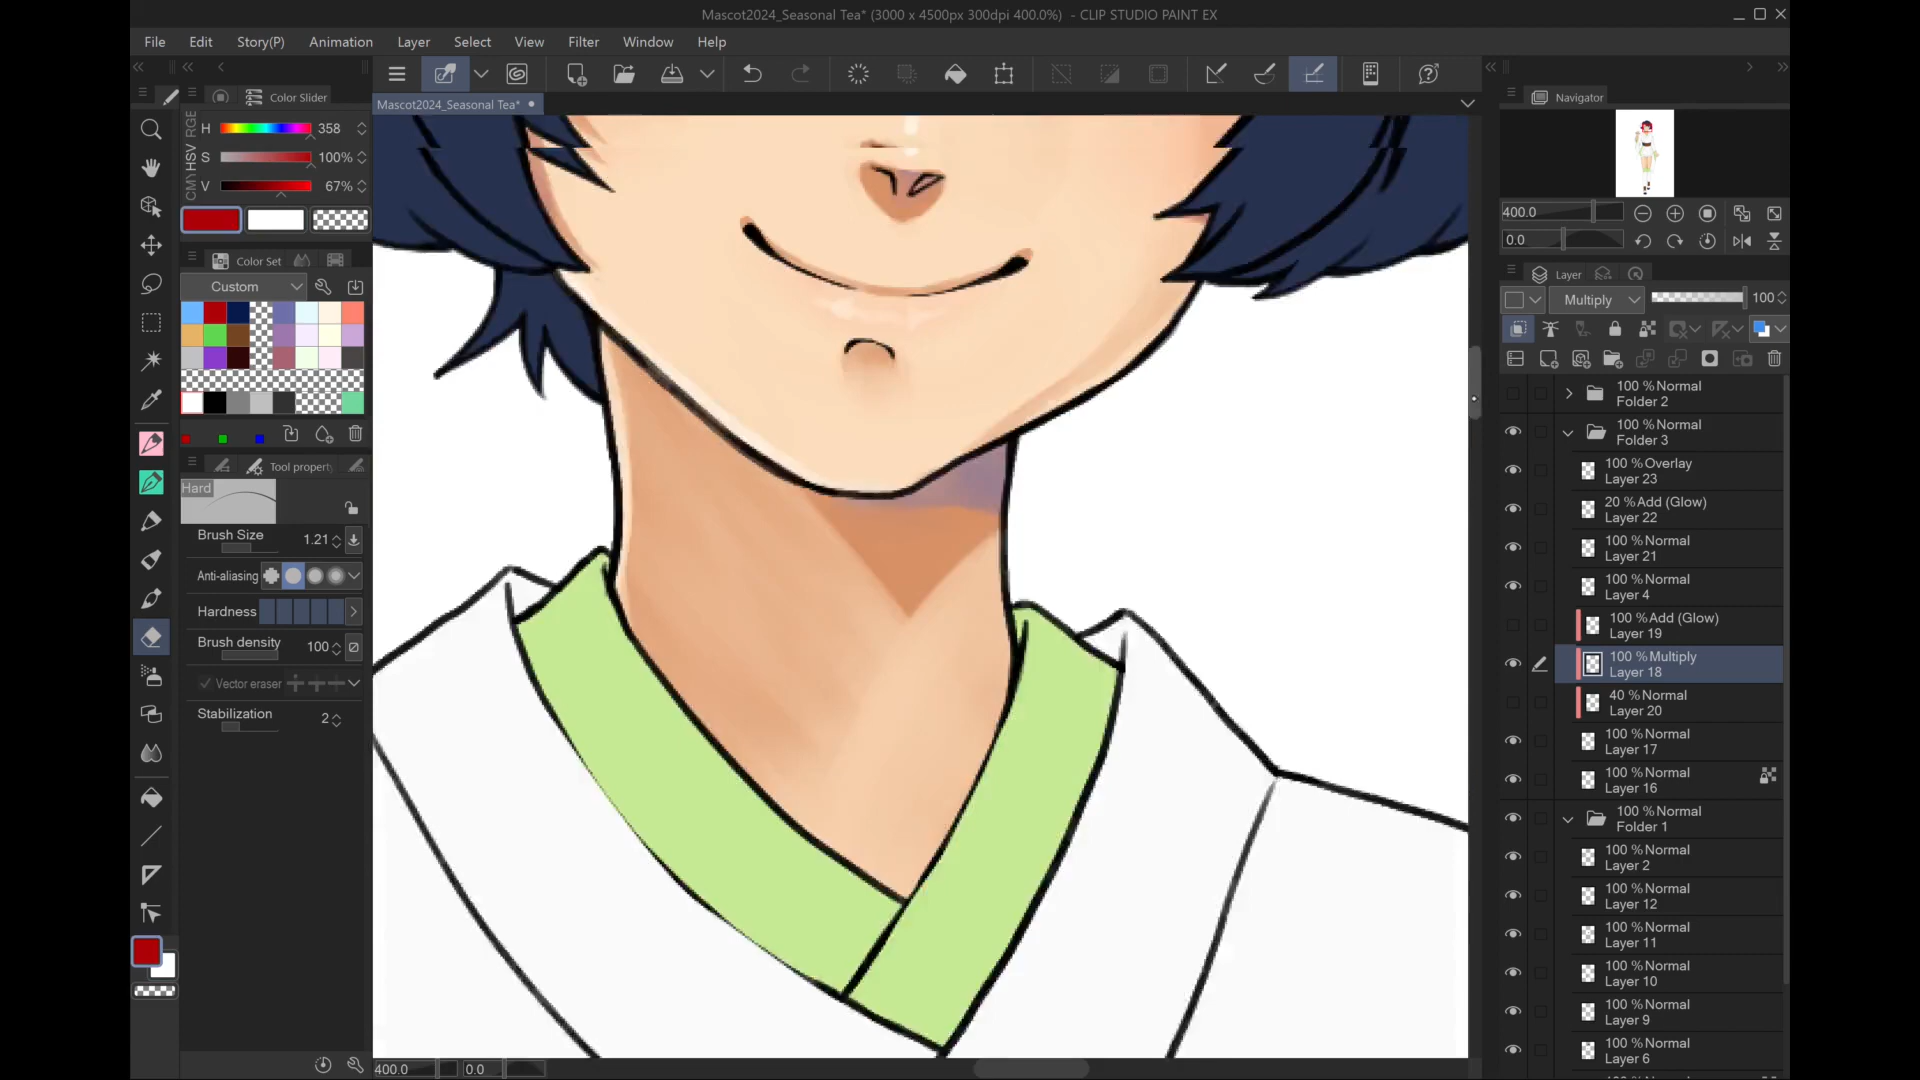 Mascot2024_Seasonal Tea* (3000 x 4500px 300dpi 400.0%) - CLIP STUDIO PAINT EX
File Edit Story(P) Animation Layer Select View Filter Window Help
Mascot2024_Seasonal Tea*
Color Slider
RGB
HSV
CMY
H 358
S 100%
V 67%
Color Set
Custom
Tool property
Hard
Brush Size 1.21
Anti-aliasing
Hardness
Brush density 100
Vector eraser
Stabilization 2
400.0 0.0
Navigator
400.0
0.0
Layer
Multiply 100
100 %Normal
Folder 2
100 %Normal
Folder 3
100 %Overlay
Layer 23
20 %Add (Glow)
Layer 22
100 %Normal
Layer 21
100 %Normal
Layer 4
100 %Add (Glow)
Layer 19
100 %Multiply
Layer 18
40 %Normal
Layer 20
100 %Normal
Layer 17
100 %Normal
Layer 16
100 %Normal
Folder 1
100 %Normal
Layer 2
100 %Normal
Layer 12
100 %Normal
Layer 11
100 %Normal
Layer 10
100 %Normal
Layer 9
100 %Normal
Layer 6